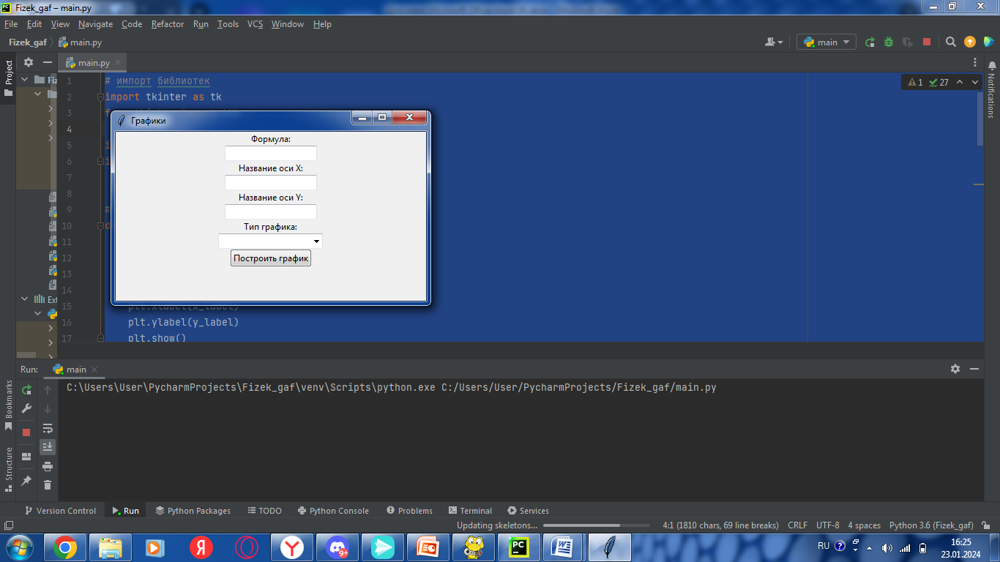 Fizek_gaf – main.py
File Edit View Navigate Code Refactor Run Tools VCS Window Help
Fizek_gaf main.py main
Project
main.py
Fiz
1 # импорт библиотек
1 27
2 import tkinter as tk
3
4
5
6
7
8
9 #
10
11
12
13
14
15 plt.xlabel(x_label)
16 plt.ylabel(y_label)
17 plt.show()
Ext
Notifications
Графики
Формула:
Название оси X:
Название оси Y:
Тип графика:
Построить график
Run: main
C:\Users\User\PycharmProjects\Fizek_gaf\venv\Scripts\python.exe C:/Users/User/PycharmProjects/Fizek_gaf/main.py
Bookmarks
Structure
Version Control Run Python Packages TODO Python Console Problems Terminal Services
Updating skeletons... 4:1 (1810 chars, 69 line breaks) CRLF UTF-8 4 spaces Python 3.6 (Fizek_gaf)
RU 16:25
23.01.2024
9+